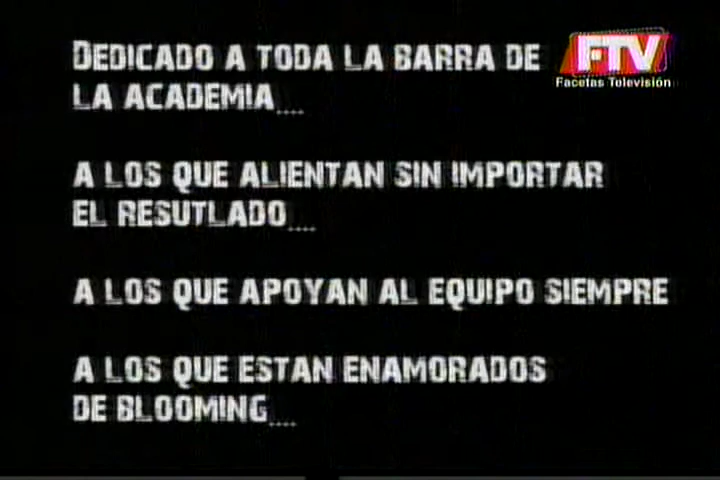 DEDICADO A TODA LA BARRA DE
LA ACADEMIA....
A LOS QUE ALIENTAN SIN IMPORTAR
EL RESUTLADO....
A LOS QUE APOYAN AL EQUIPO SIEMPRE
A LOS QUE ESTAN ENAMORADOS
DE BLOOMING....
FTV
Facetas Televisión